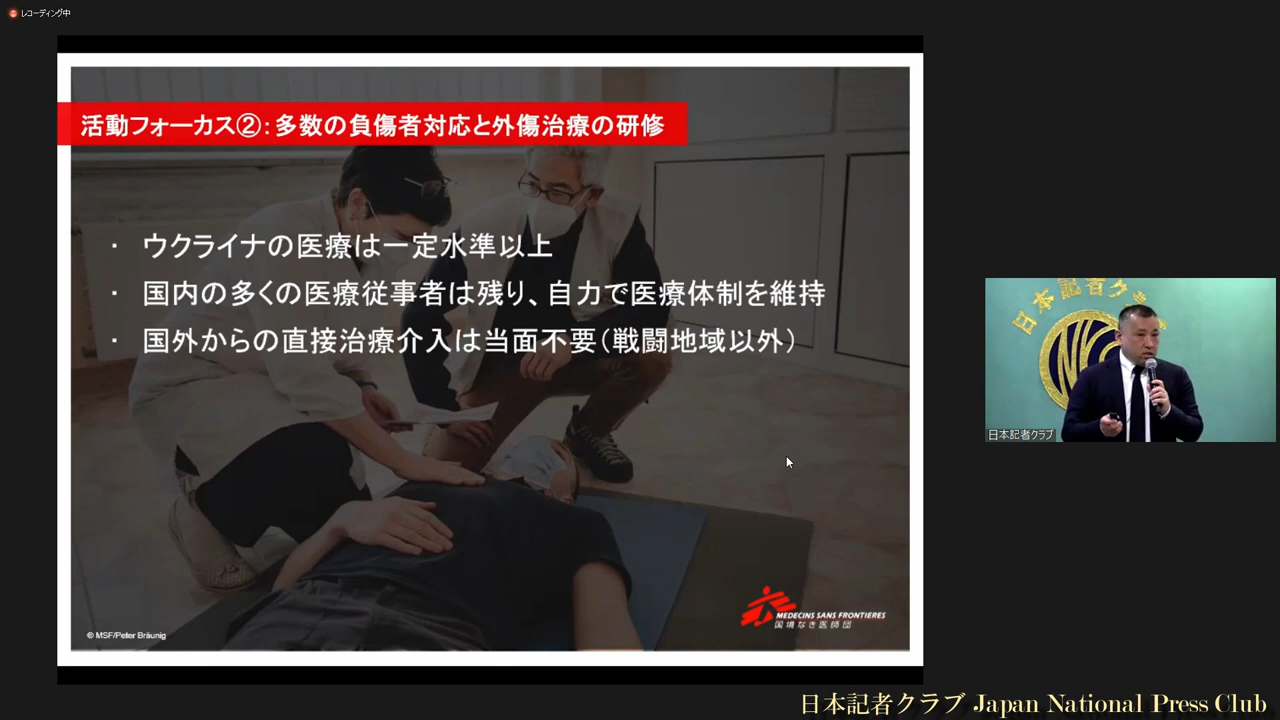 レコーディング中
活動フォーカス②：多数の負傷者対応と外傷治療の研修
・ ウクライナの医療は一定水準以上
・ 国内の多くの医療従事者は残り、自力で医療体制を維持
・ 国外からの直接治療介入は当面不要（戦闘地域以外）
日本記者クラブ
MEDECINS SANS FRONTIERES
国境なき医師団
© MSF/Peter Bräunig
日本記者クラブ Japan National Press Club